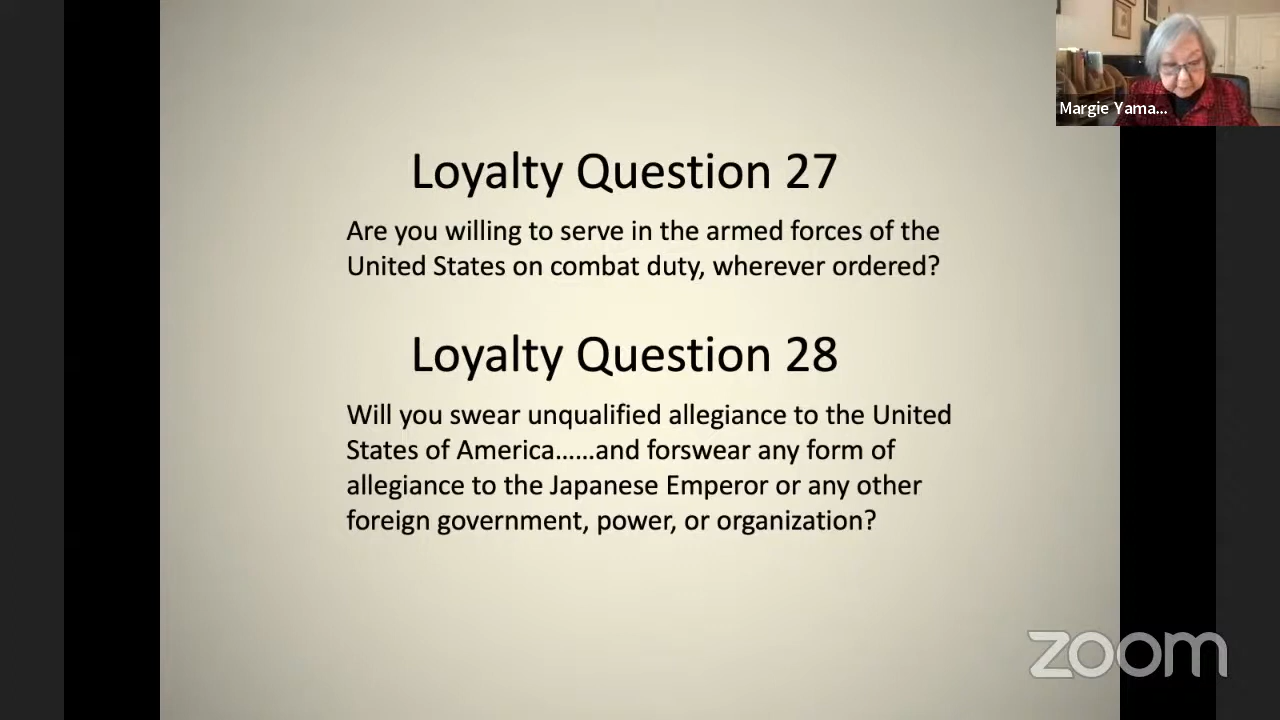 Margie Yama...
Loyalty Question 27
Are you willing to serve in the armed forces of the
United States on combat duty, wherever ordered?
Loyalty Question 28
Will you swear unqualified allegiance to the United
States of America......and forswear any form of
allegiance to the Japanese Emperor or any other
foreign government, power, or organization?
zoom